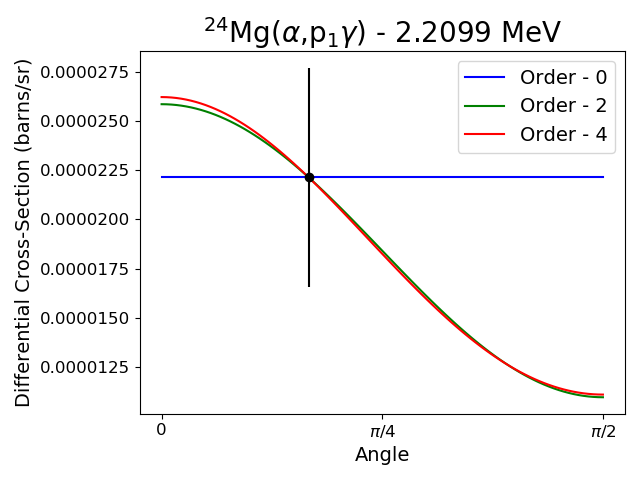 ²⁴Mg(α,p₁γ) - 2.2099 MeV
Differential Cross-Section (barns/sr)
0.0000275
0.0000250
0.0000225
0.0000200
0.0000175
0.0000150
0.0000125
Order - 0
Order - 2
Order - 4
0
π/4
π/2
Angle